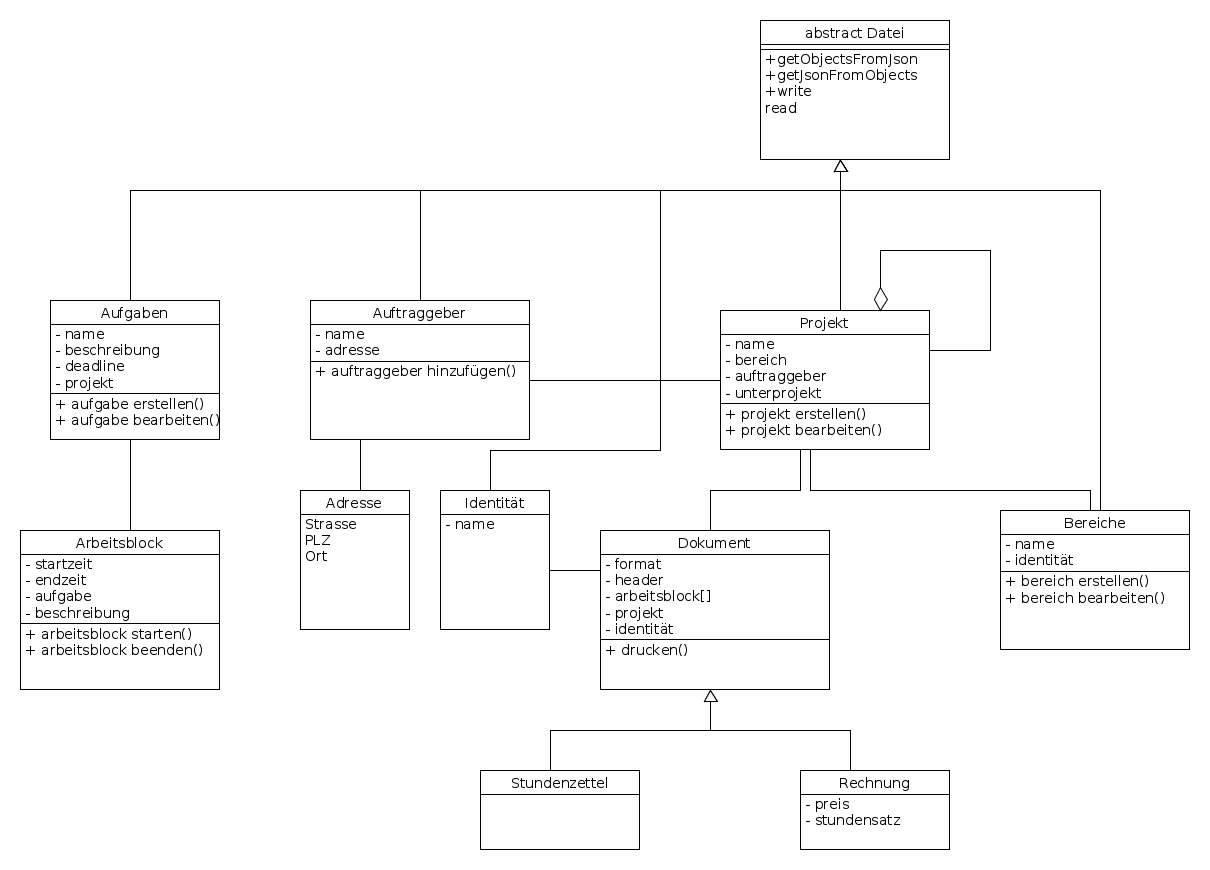 abstract Datei
+getObjectsFromJson
+getJsonFromObjects
+write
read
Aufgaben
- name
- beschreibung
- deadline
- projekt
+ aufgabe erstellen()
+ aufgabe bearbeiten()
Auftraggeber
- name
- adresse
+ auftraggeber hinzufügen()
Projekt
- name
- bereich
- auftraggeber
- unterprojekt
+ projekt erstellen()
+ projekt bearbeiten()
Adresse
Strasse
PLZ
Ort
Identität
- name
Bereiche
- name
- identität
+ bereich erstellen()
+ bereich bearbeiten()
Arbeitsblock
- startzeit
- endzeit
- aufgabe
- beschreibung
+ arbeitsblock starten()
+ arbeitsblock beenden()
Dokument
- format
- header
- arbeitsblock[]
- projekt
- identität
+ drucken()
Stundenzettel
Rechnung
- preis
- stundensatz